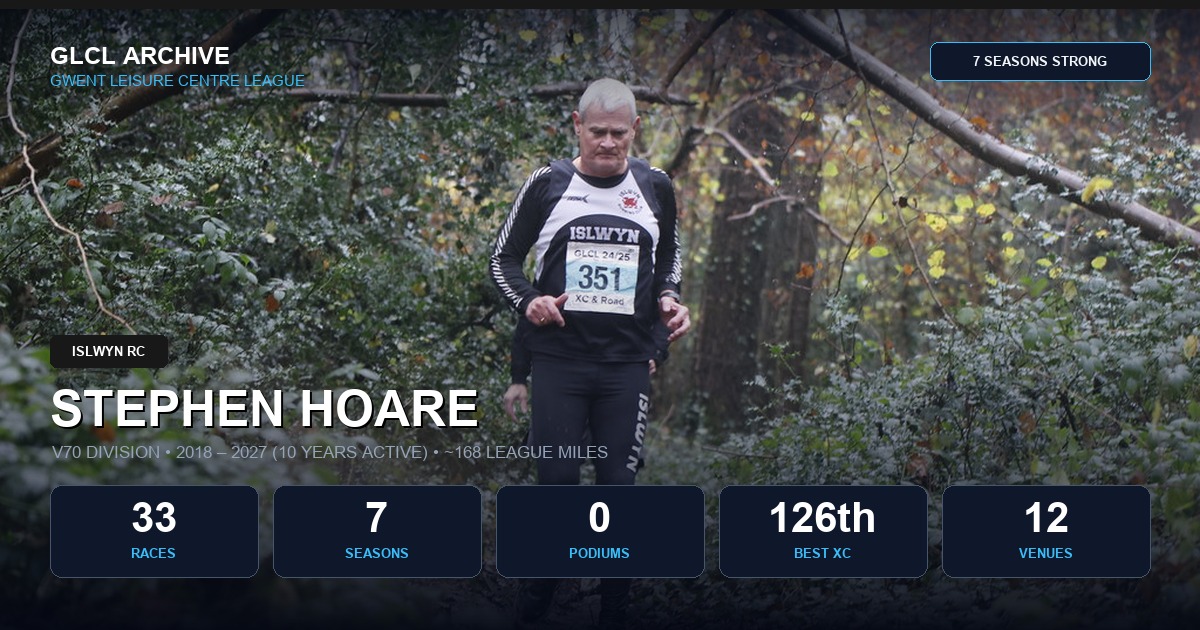 GLCL ARCHIVE
GWENT LEISURE CENTRE LEAGUE
7 SEASONS STRONG
ISLWYN
ISLWYN
GLCL 24/25
351
XC & Road
ISLWYN
ISLWYN RC
STEPHEN HOARE
V70 DIVISION • 2018 – 2027 (10 YEARS ACTIVE) • ~168 LEAGUE MILES
33
RACES
7
SEASONS
0
PODIUMS
126th
BEST XC
12
VENUES